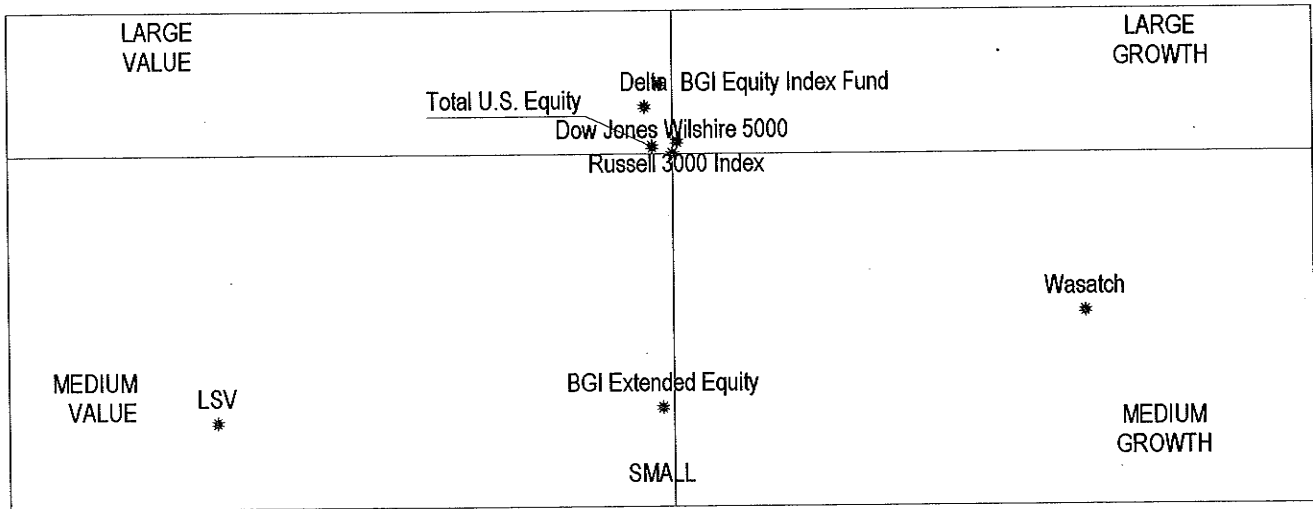 LARGE
VALUE
LARGE
GROWTH
Delta BGI Equity Index Fund
Total U.S. Equity
Dow Jones Wilshire 5000
Russell 3000 Index
Wasatch
MEDIUM
VALUE
LSV
BGI Extended Equity
MEDIUM
GROWTH
SMALL